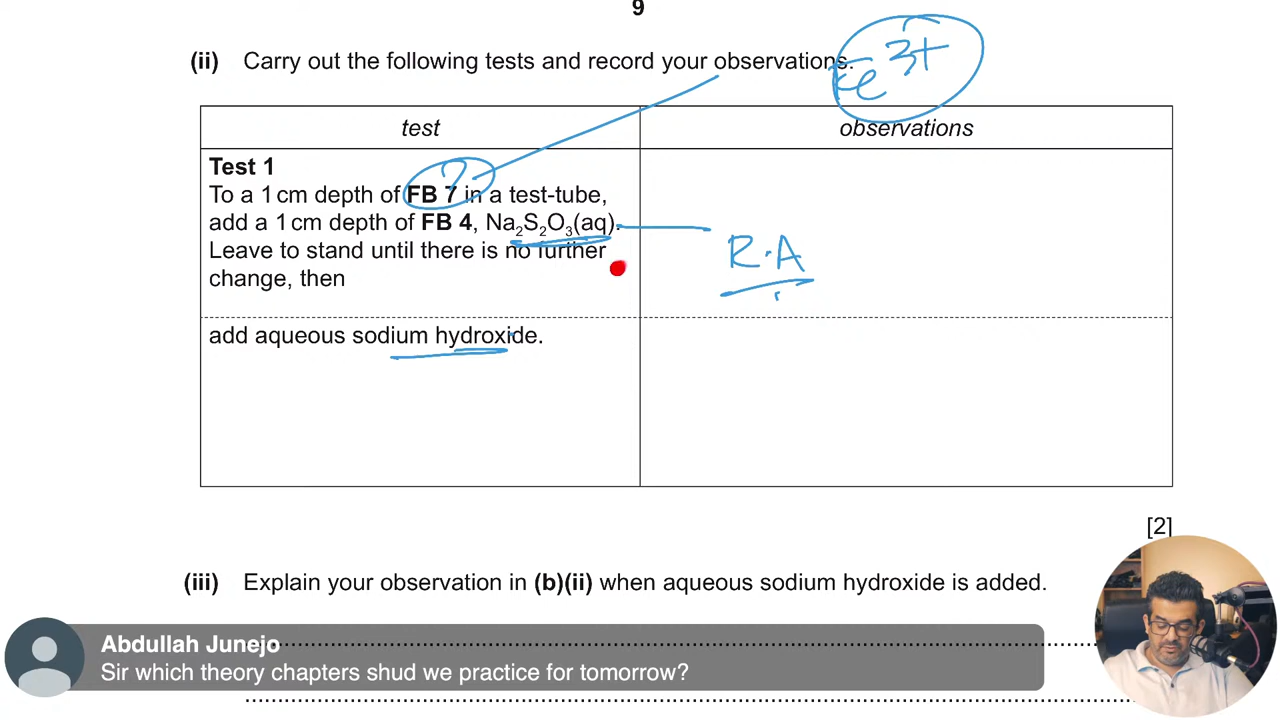 9
(ii) Carry out the following tests and record your observations.
Fe3+
test
observations
Test 1
To a 1 cm depth of FB 7 in a test-tube,
add a 1 cm depth of FB 4, Na2S2O3(aq).
Leave to stand until there is no further
change, then
R.A
add aqueous sodium hydroxide.
[2]
(iii) Explain your observation in (b)(ii) when aqueous sodium hydroxide is added.
Abdullah Junejo
Sir which theory chapters shud we practice for tomorrow?